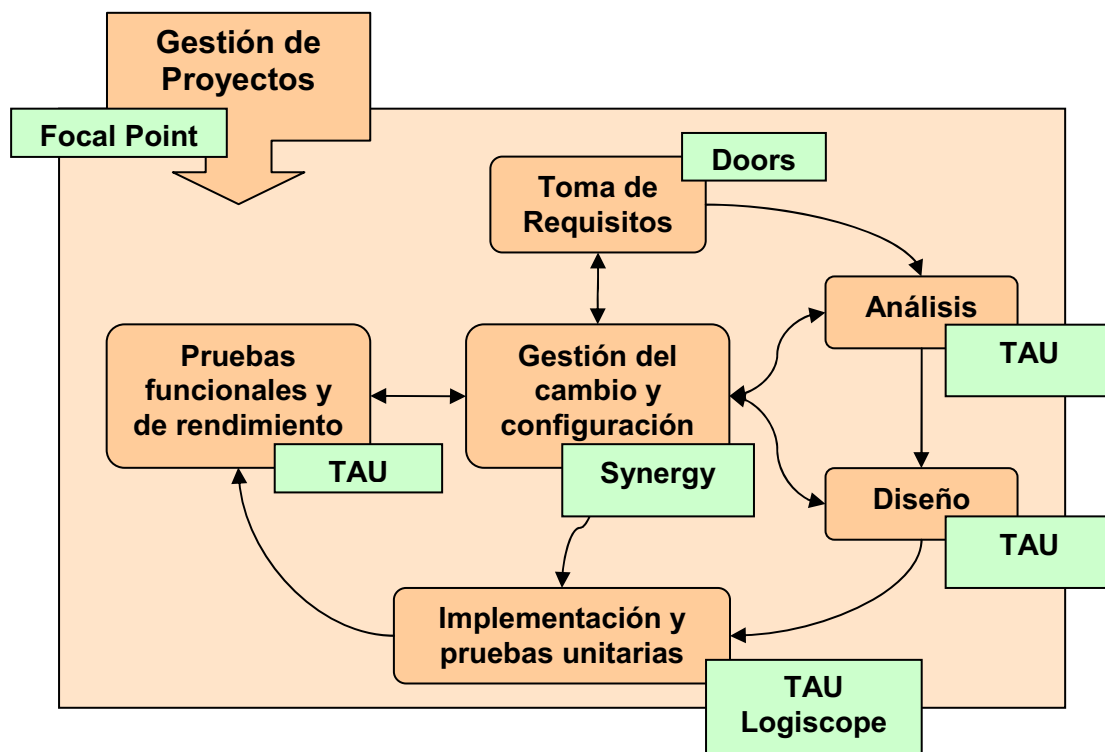 Gestión de
Proyectos
Focal Point
Doors
Toma de
Requisitos
Análisis
TAU
Pruebas
funcionales y
de rendimiento
TAU
Gestión del
cambio y
configuración
Synergy
Diseño
TAU
Implementación y
pruebas unitarias
TAU
Logiscope